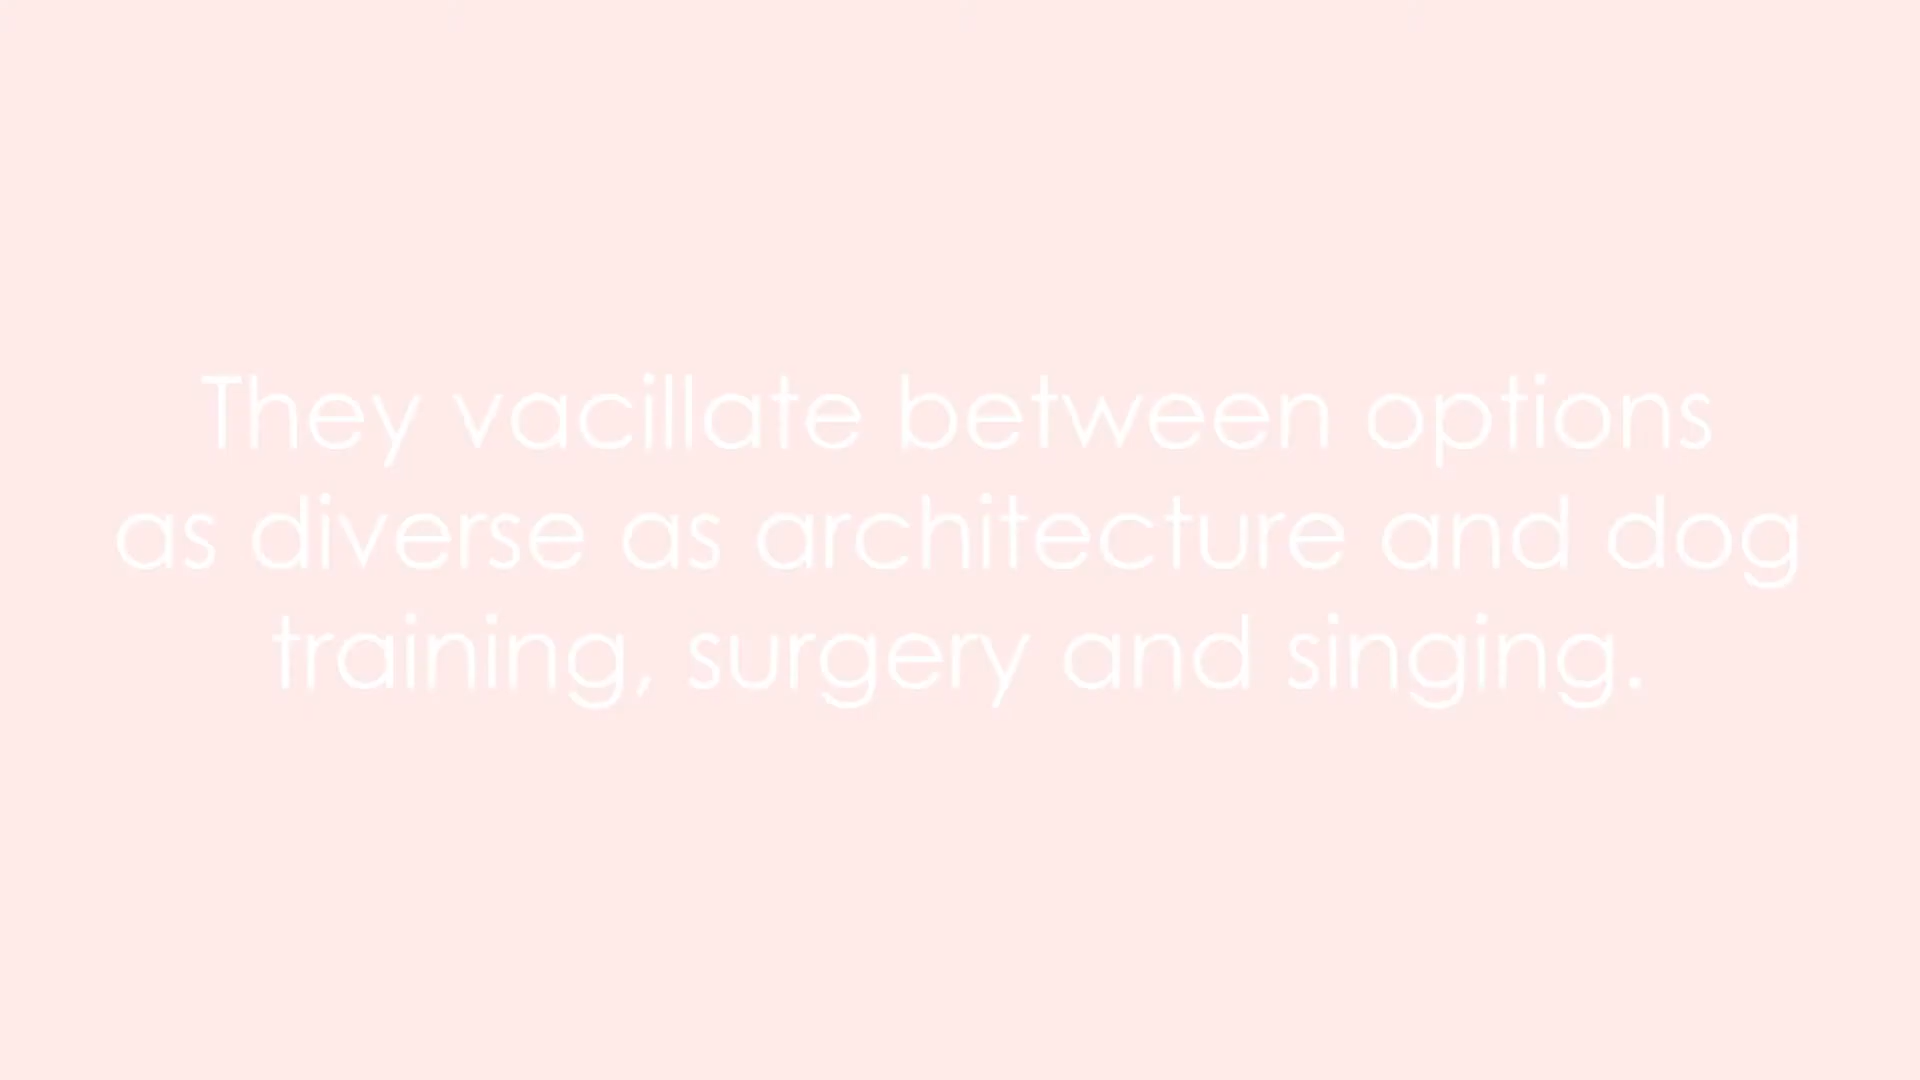 They vacillate between options
as diverse as architecture and dog
training, surgery and singing.